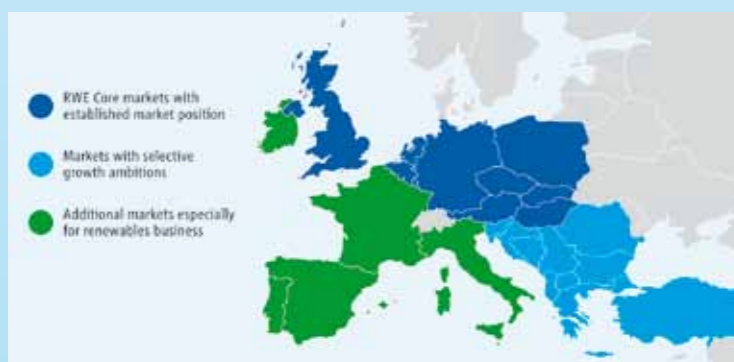 RWE Core markets with
established market position
Markets with selective
growth ambitions
Additional markets especially
for renewables business